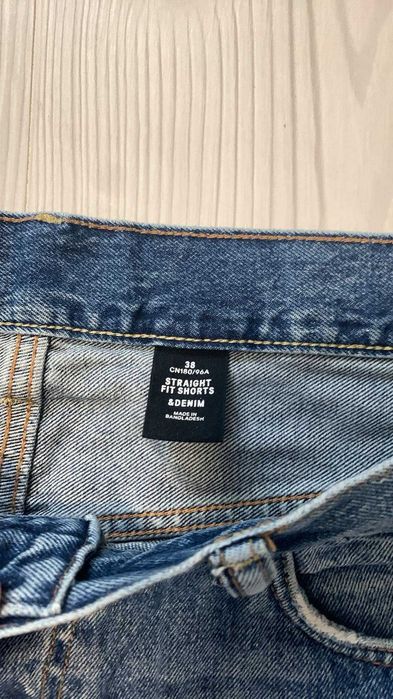 38
CN180/96A
STRAIGHT
FIT SHORTS
&DENIM
MADE IN
BANGLADESH